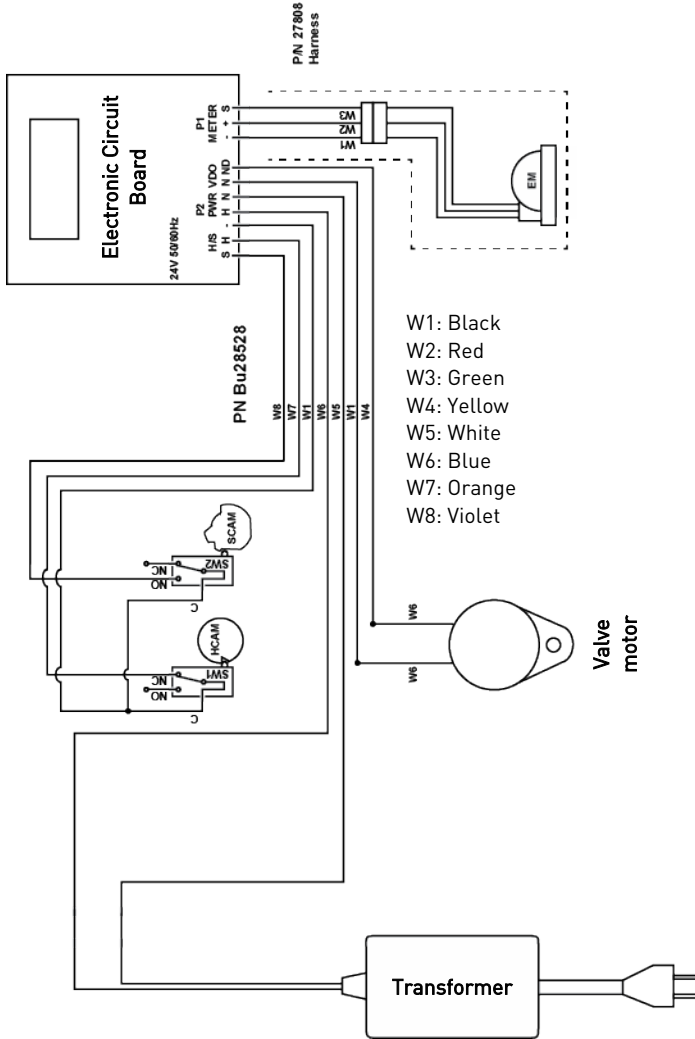 P/N 27808
Harness
Electronic Circuit
Board
24V 50/60Hz
P1
METER
- + S
W1
W2
W3
P2
H/S
PWR
VDO
S H - H N N ND
EM
PN Bu28528
W8
W7
W1
W6
W5
W1
W4
W1: Black
W2: Red
W3: Green
W4: Yellow
W5: White
W6: Blue
W7: Orange
W8: Violet
SCAM
SW2
NC
NO
C
HCAM
SW1
NC
NO
C
W6
W6
Valve
motor
Transformer